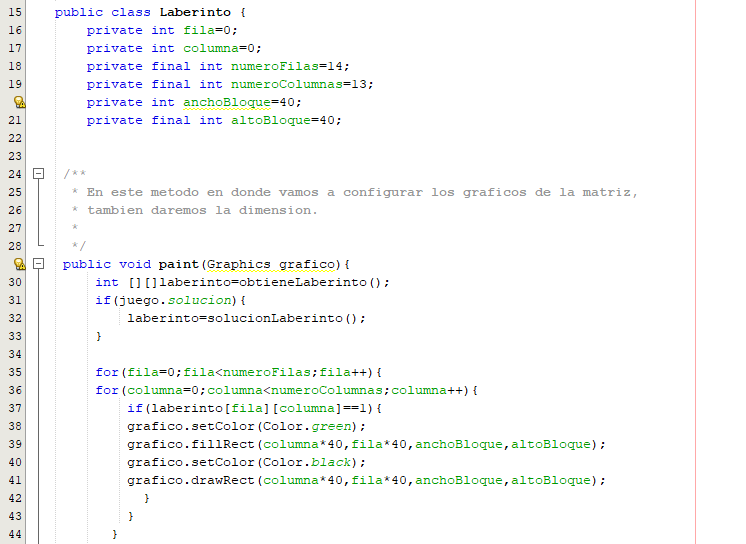 15 public class Laberinto {
16 private int fila=0;
17 private int columna=0;
18 private final int numeroFilas=14;
19 private final int numeroColumnas=13;
private int anchoBloque=40;
21 private final int altoBloque=40;
22
23
24 /**
25 * En este metodo en donde vamos a configurar los graficos de la matriz,
26 * tambien daremos la dimension.
27 *
28 */
public void paint(Graphics grafico){
30 int [][]laberinto=obtieneLaberinto();
31 if(juego.solucion){
32 laberinto=solucionLaberinto();
33 }
34
35 for(fila=0;fila<numeroFilas;fila++){
36 for(columna=0;columna<numeroColumnas;columna++){
37 if(laberinto[fila][columna]==1){
38 grafico.setColor(Color.green);
39 grafico.fillRect(columna*40,fila*40,anchoBloque,altoBloque);
40 grafico.setColor(Color.black);
41 grafico.drawRect(columna*40,fila*40,anchoBloque,altoBloque);
42 }
43 }
44 }